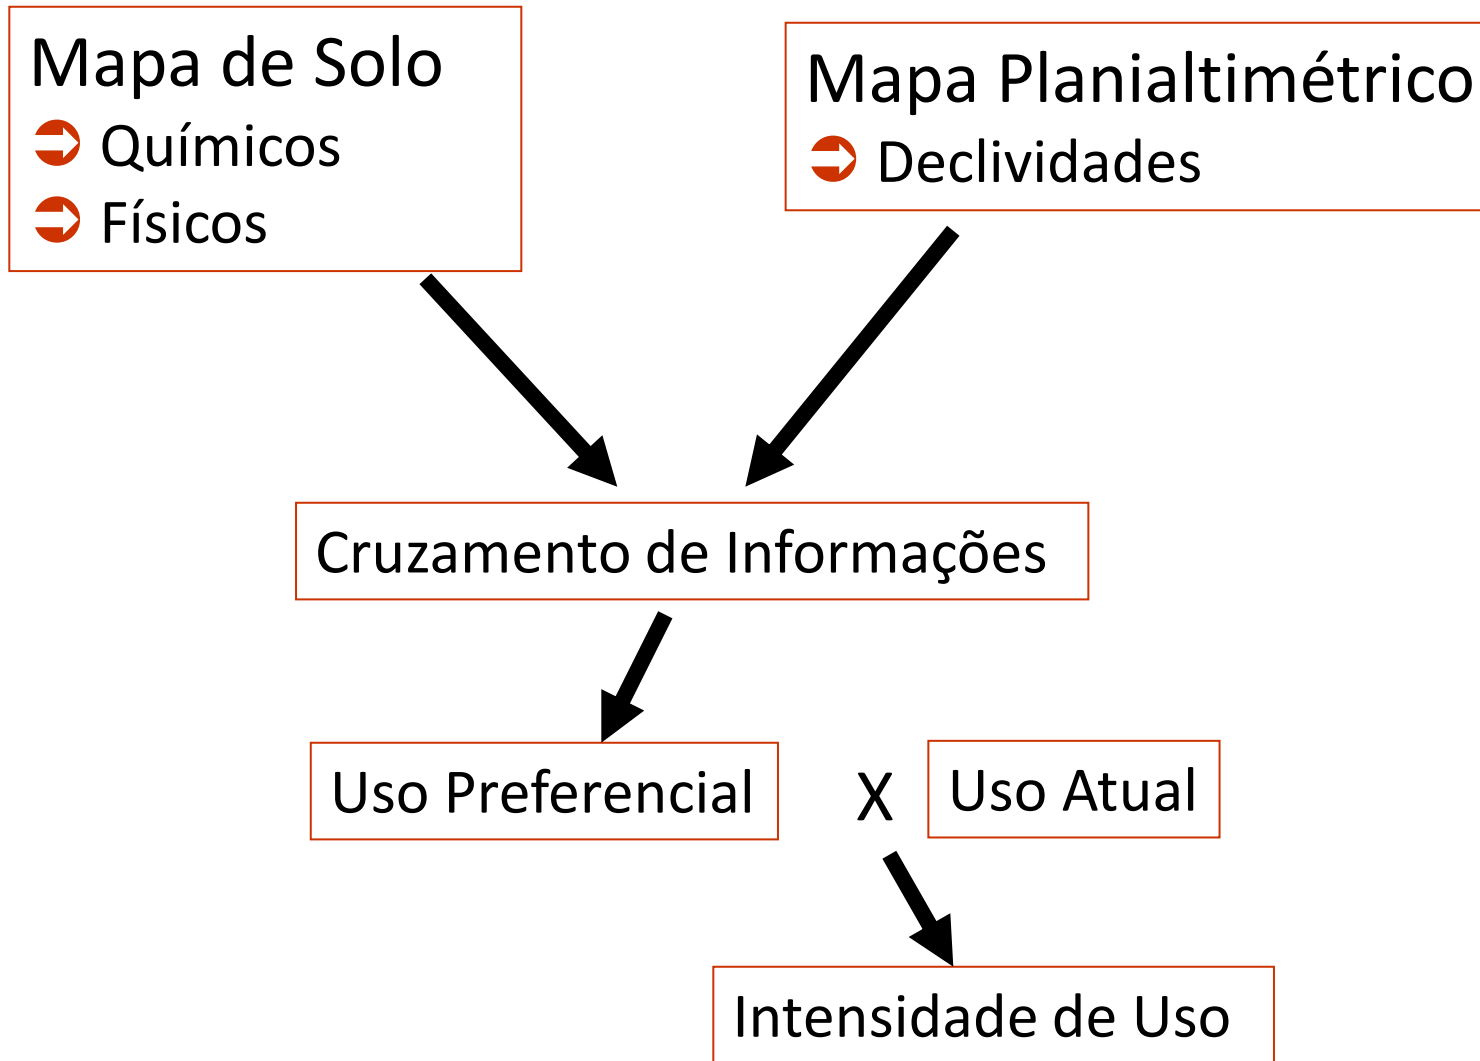 Mapa de Solo
Químicos
Físicos
Mapa Planialtimétrico
Declividades
Cruzamento de Informações
Uso Preferencial
X
Uso Atual
Intensidade de Uso